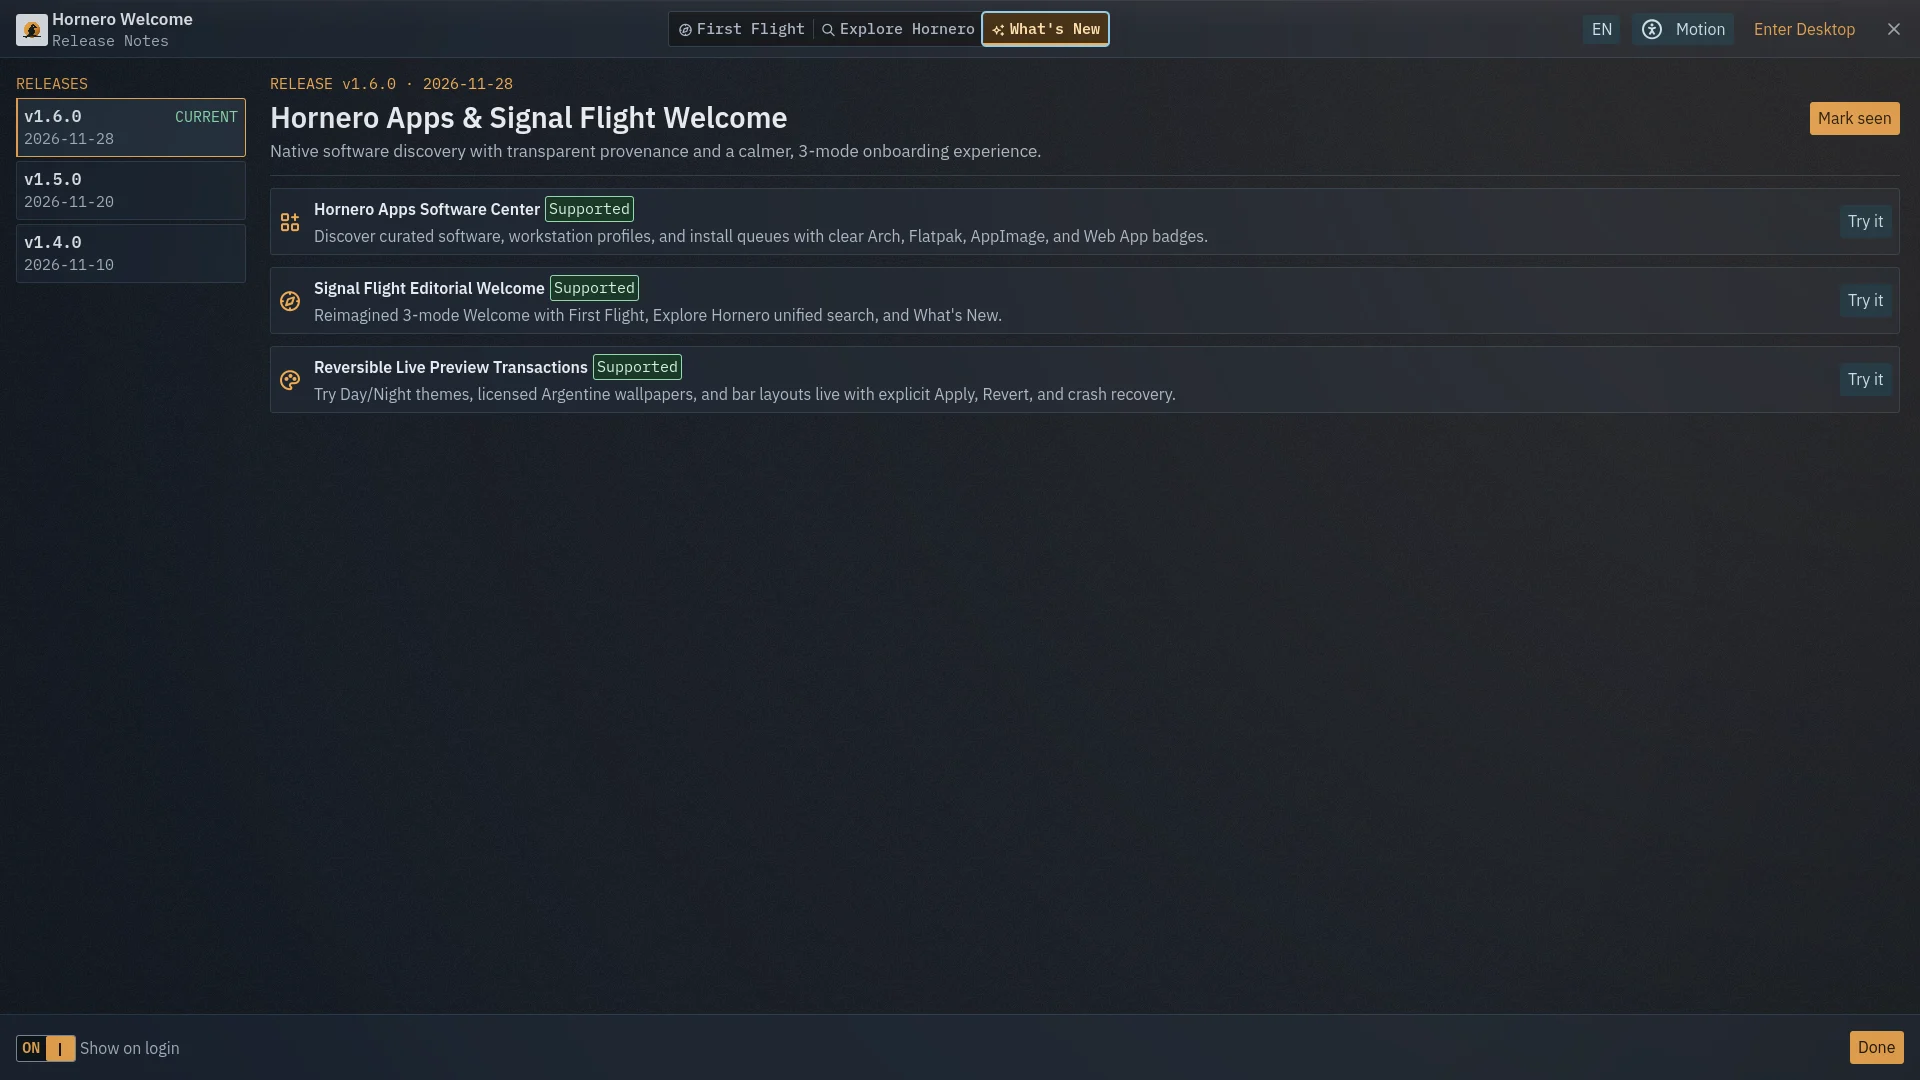 Hornero Welcome
Release Notes
First Flight
Explore Hornero
What's New
EN
Motion
Enter Desktop
RELEASES
v1.6.0 CURRENT
2026-11-28
v1.5.0
2026-11-20
v1.4.0
2026-11-10
RELEASE v1.6.0 · 2026-11-28
Hornero Apps & Signal Flight Welcome
Native software discovery with transparent provenance and a calmer, 3-mode onboarding experience.
Mark seen
Hornero Apps Software Center Supported
Discover curated software, workstation profiles, and install queues with clear Arch, Flatpak, AppImage, and Web App badges.
Try it
Signal Flight Editorial Welcome Supported
Reimagined 3-mode Welcome with First Flight, Explore Hornero unified search, and What's New.
Try it
Reversible Live Preview Transactions Supported
Try Day/Night themes, licensed Argentine wallpapers, and bar layouts live with explicit Apply, Revert, and crash recovery.
Try it
ON Show on login
Done